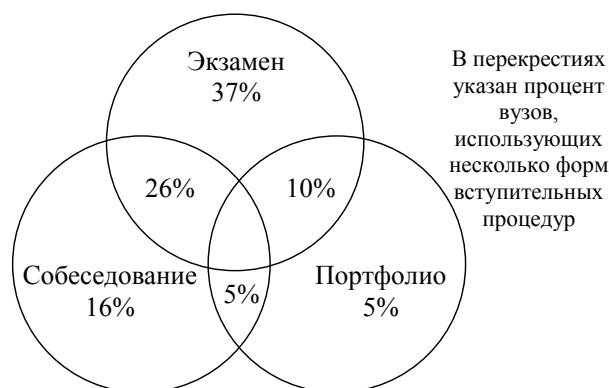 Экзамен
37%
В перекрестиях
указан процент
вузов,
использующих
несколько форм
вступительных
процедур
26%
10%
Собеседование
16%
5%
Портфолио
5%